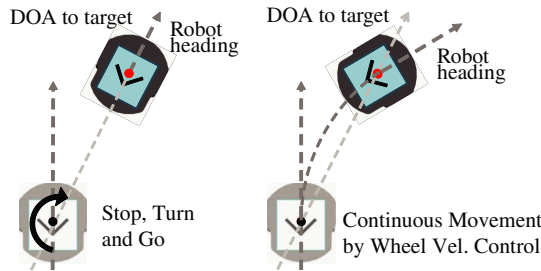 DOA to target
Robot
heading
Stop, Turn
and Go
DOA to target
Robot
heading
Continuous Movement
by Wheel Vel. Control